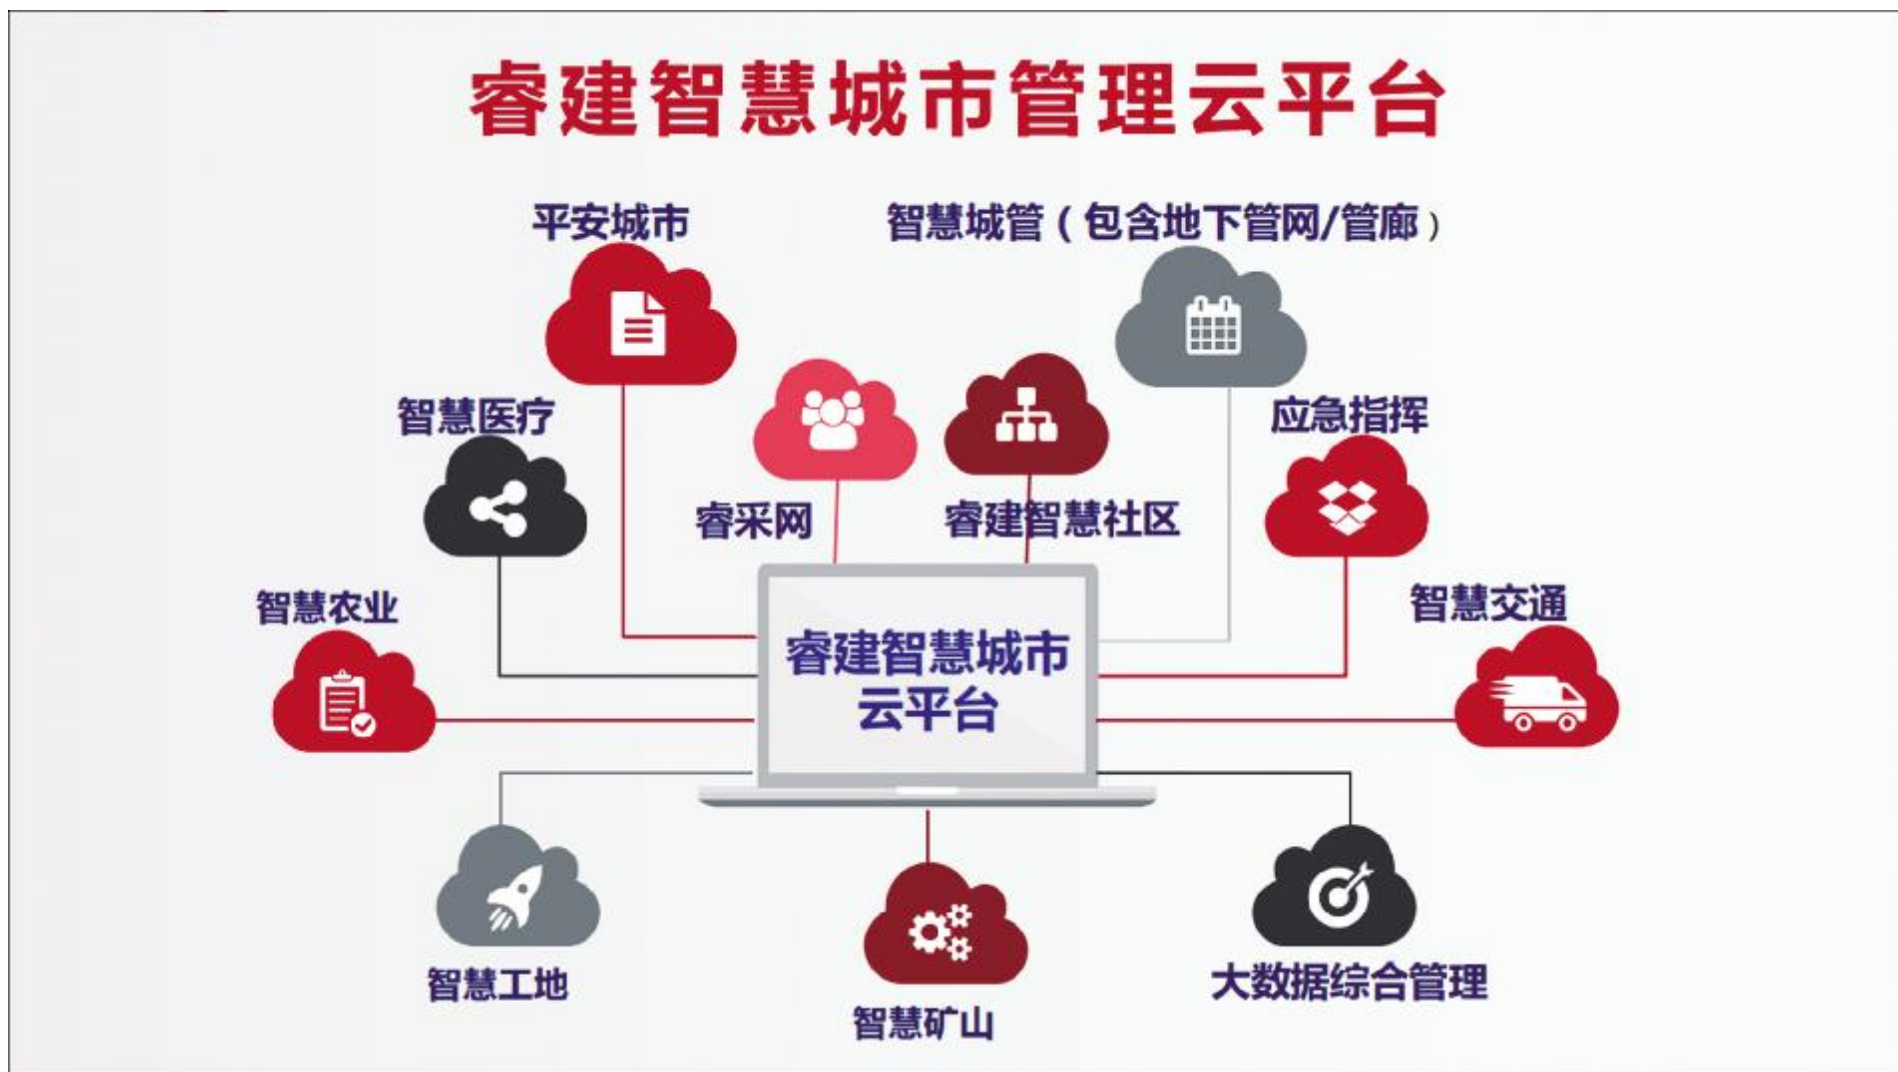 睿建智慧城市管理云平台
平安城市
智慧城管（包含地下管网/管廊）
智慧医疗
应急指挥
睿采网
睿建智慧社区
智慧农业
智慧交通
睿建智慧城市
云平台
智慧工地
智慧矿山
大数据综合管理